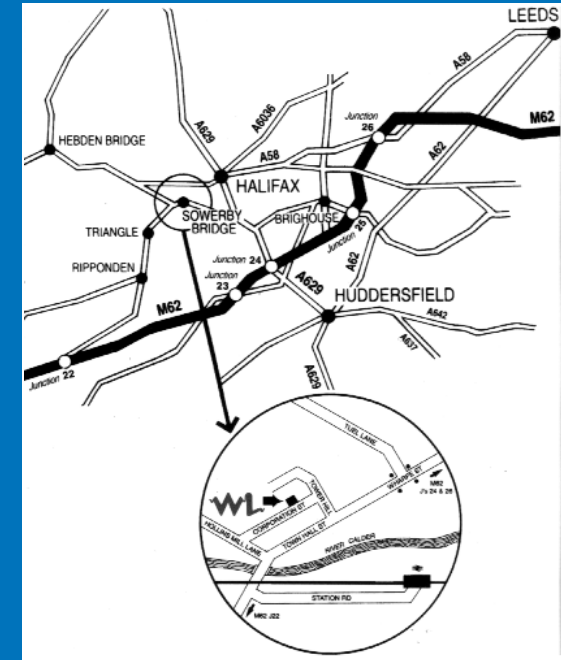 LEEDS
A58
A6036
A629
Junction
26
M62
HEBDEN BRIDGE
A58
A62
HALIFAX
SOWERBY
BRIDGE
BRIGHOUSE
TRIANGLE
Junction
25
Junction 24
A62
RIPPONDEN
Junction
23
A629
M62
HUDDERSFIELD
A642
A637
Junction 22
A629
TUEL LANE
WHARFE ST
M62
J's 24 & 26
WL
TOWER HILL
CORPORATION ST
HOLLINS MILL LANE
TOWN HALL ST
RIVER CALDER
STATION RD
M62 J22